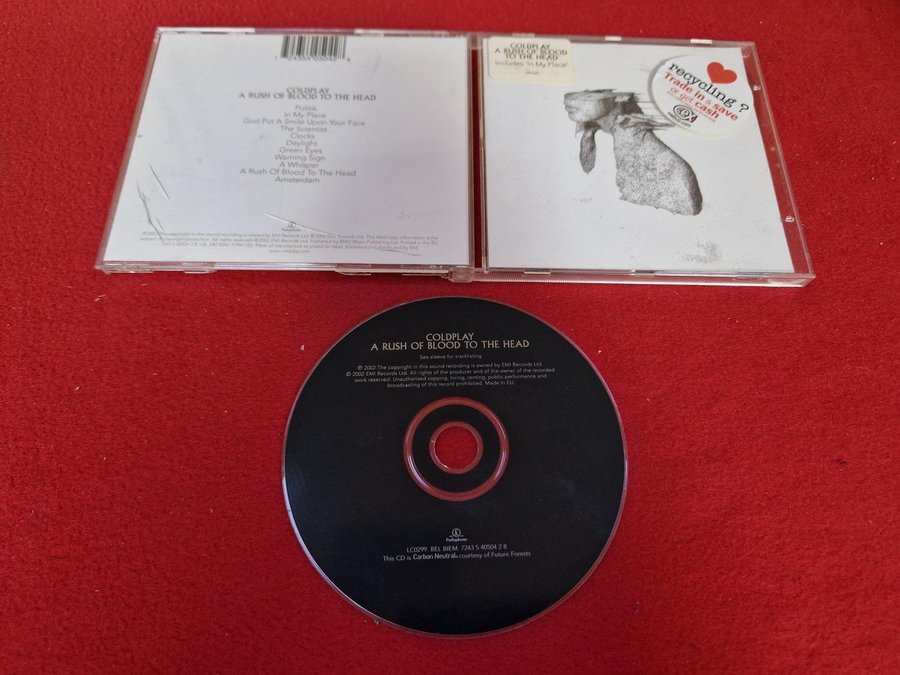 COLDPLAY
A RUSH OF BLOOD TO THE HEAD
Politik
In My Place
God Put A Smile Upon Your Face
The Scientist
Clocks
Daylight
Green Eyes
Warning Sign
A Whisper
A Rush Of Blood To The Head
Amsterdam
Parlophone
COLDPLAY
A RUSH OF BLOOD
TO THE HEAD
Includes 'In My Place'
recycling ?
Trade in & save
or get cash
COLDPLAY
A RUSH OF BLOOD TO THE HEAD
See sleeve for tracklisting
℗ 2002 The copyright in this sound recording is owned by EMI Records Ltd.
© 2002 EMI Records Ltd. All rights of the producer and of the owner of the recorded
work reserved. Unauthorised copying, hiring, renting, public performance and
broadcasting of this record prohibited. Made in EU.
Parlophone
LC0299. BEL BIEM. 7243 5 40504 2 8
This CD is Carbon Neutral courtesy of Future Forests